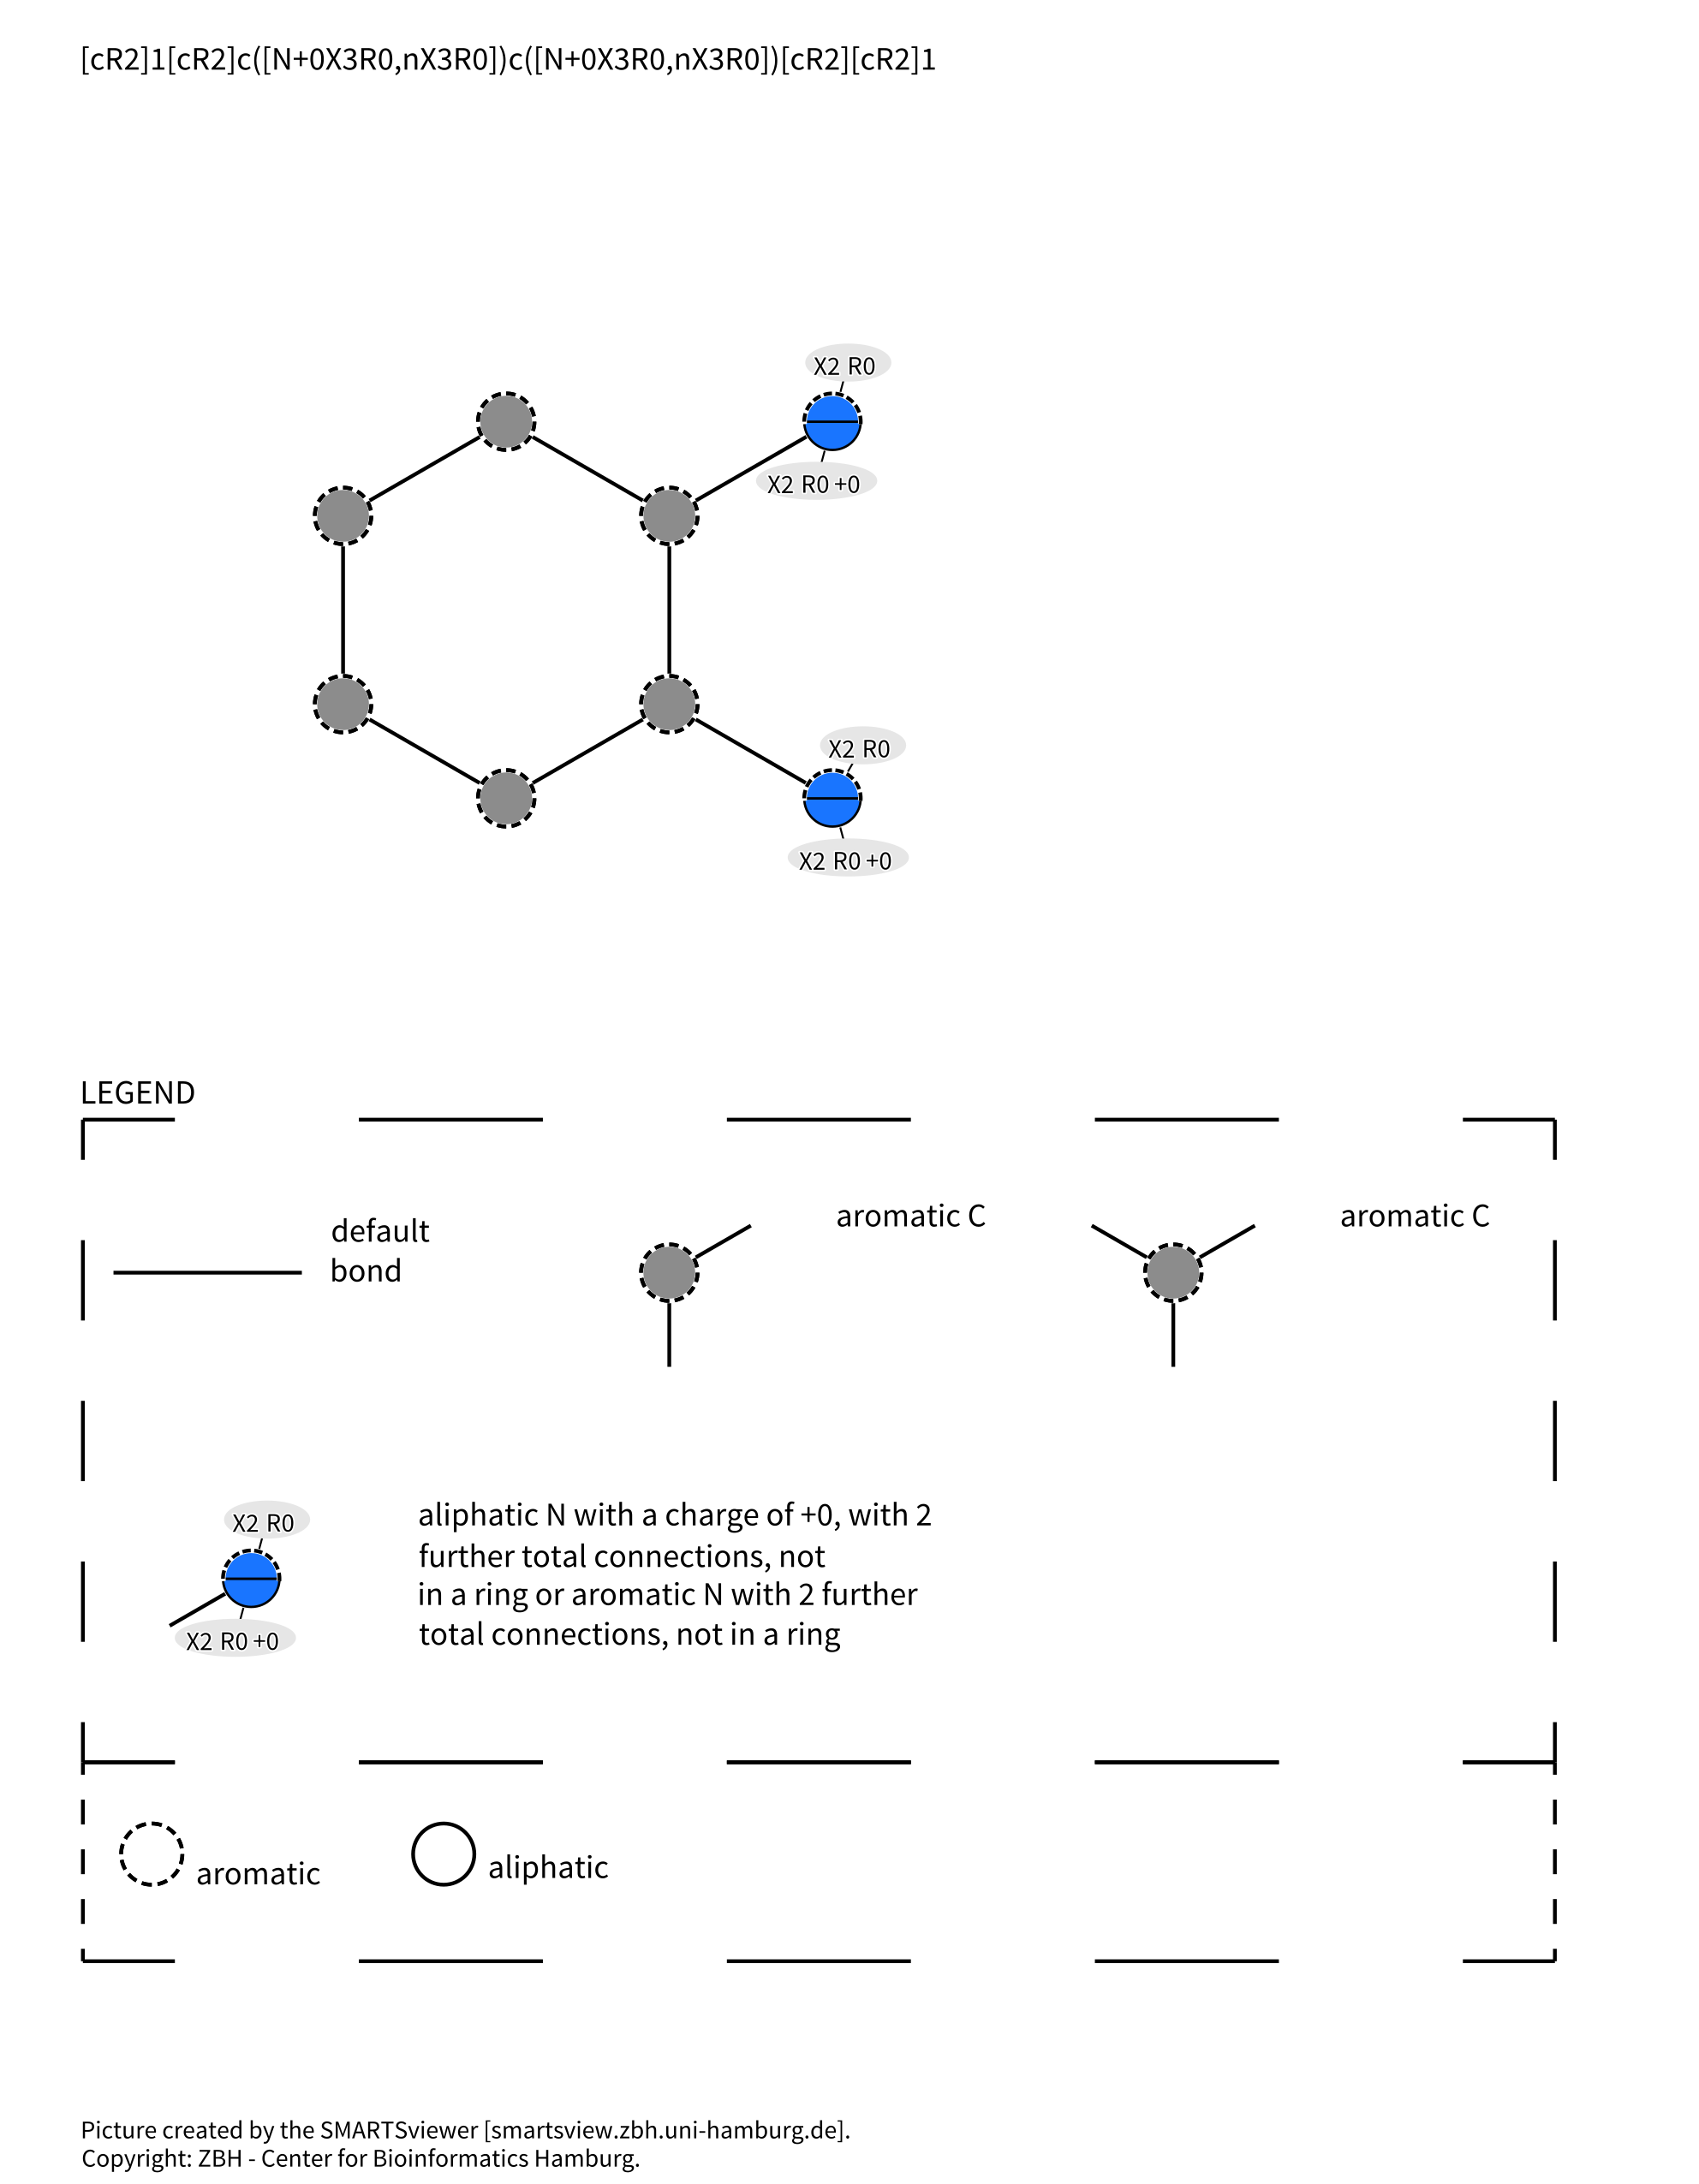 [cR2]1[cR2]c([N+0X3R0,nX3R0])c([N+0X3R0,nX3R0])[cR2][cR2]1
X2 R0
X2 R0 +0
X2 R0
X2 R0 +0
LEGEND
default
bond
aromatic C
aromatic C
X2 R0
X2 R0 +0
aliphatic N with a charge of +0, with 2
further total connections, not
in a ring or aromatic N with 2 further
total connections, not in a ring
aromatic
aliphatic
Picture created by the SMARTSviewer [smartsview.zbh.uni-hamburg.de].
Copyright: ZBH - Center for Bioinformatics Hamburg.